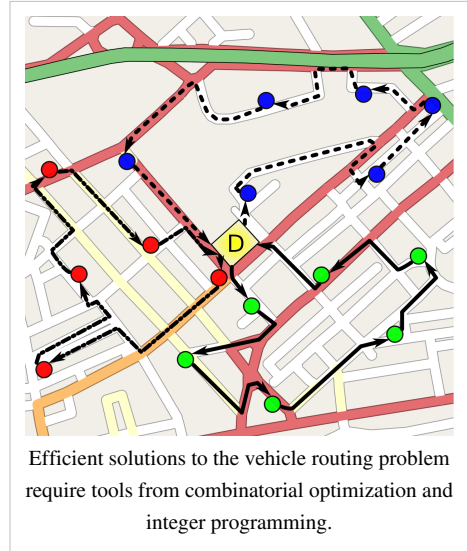 D
Efficient solutions to the vehicle routing problem
require tools from combinatorial optimization and
integer programming.